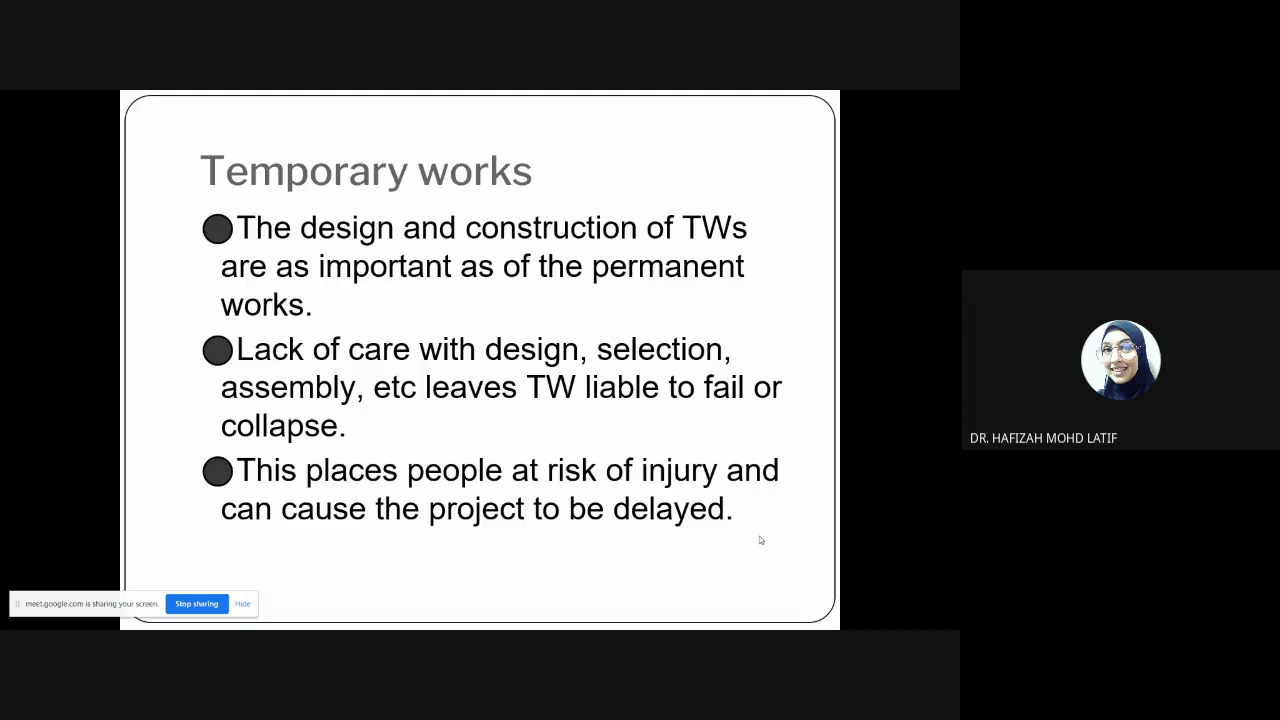 Temporary works
The design and construction of TWs
are as important as of the permanent
works.
Lack of care with design, selection,
assembly, etc leaves TW liable to fail or
collapse.
This places people at risk of injury and
can cause the project to be delayed.
DR. HAFIZAH MOHD LATIF
meet.google.com is sharing your screen. Stop sharing Hide